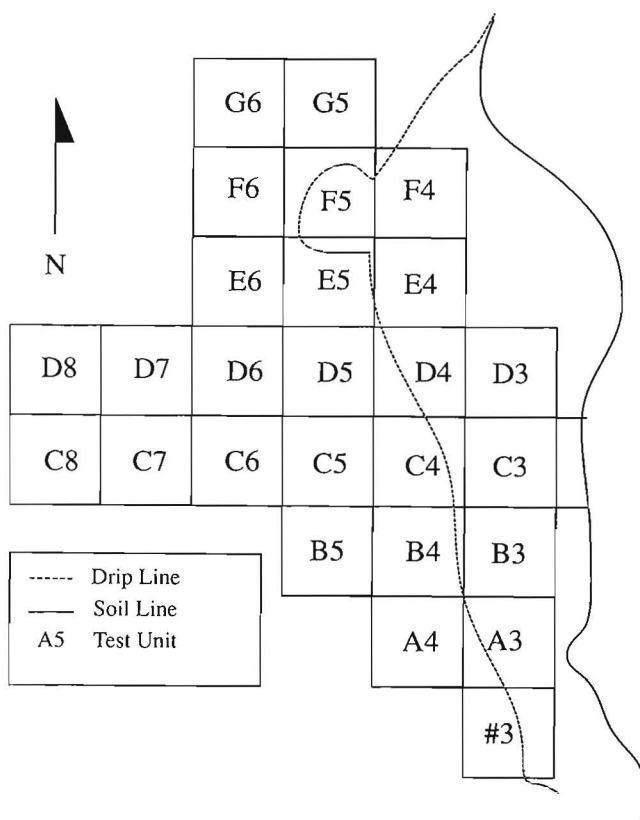 G6 G5
F6 F5 F4
N
E6 E5 E4
D8 D7 D6 D5 D4 D3
C8 C7 C6 C5 C4 C3
B5 B4 B3
Drip Line
Soil Line
A5 Test Unit
A4 A3
#3